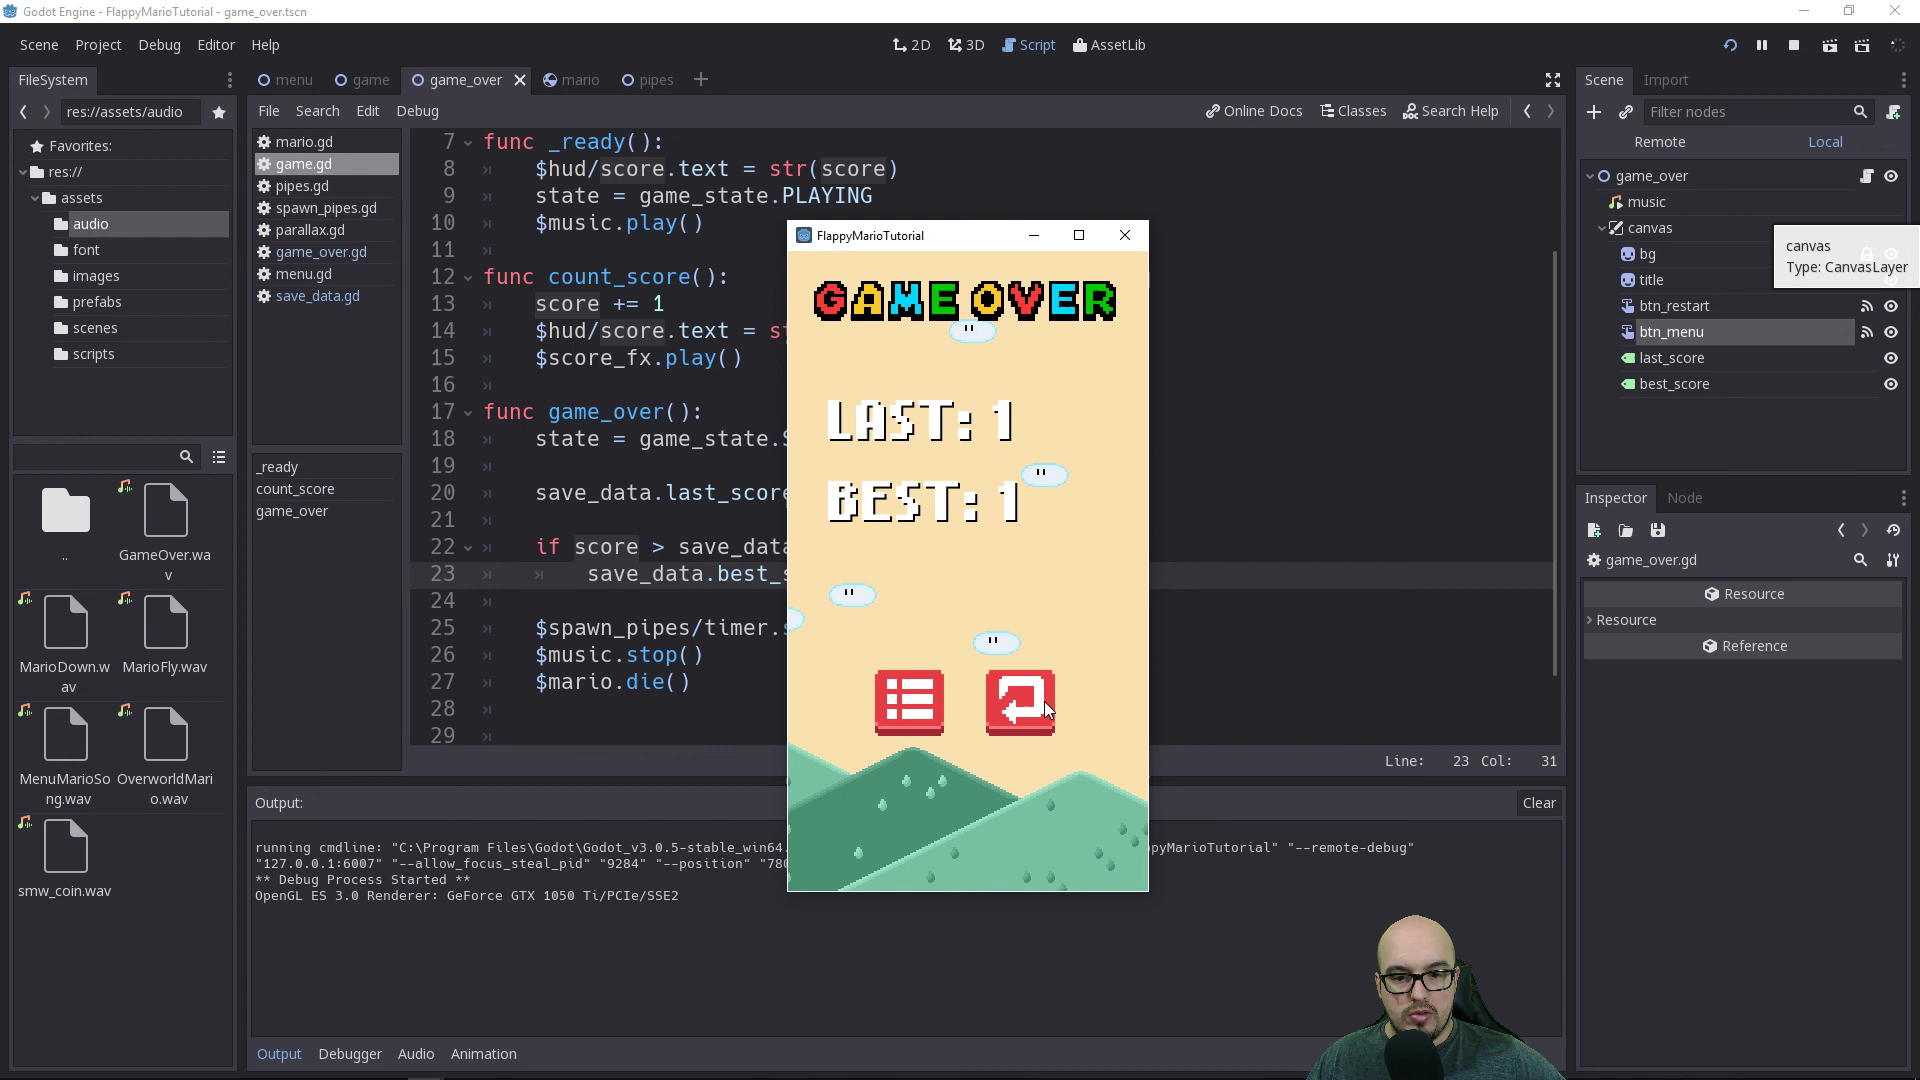 Godot Engine - FlappyMarioTutorial - game_over.tscn
Scene Project Debug Editor Help
2D 3D Script AssetLib
FileSystem
res://assets/audio
Favorites:
res://
assets
audio
font
images
prefabs
scenes
scripts
..
GameOver.wa
v
MarioDown.w
av
MarioFly.wav
MenuMarioSo
ng.wav
OverworldMari
o.wav
smw_coin.wav
menu game game_over mario pipes
File Search Edit Debug
Online Docs Classes Search Help
mario.gd
game.gd
pipes.gd
spawn_pipes.gd
parallax.gd
game_over.gd
menu.gd
save_data.gd
_ready
count_score
game_over
7 func _ready():
8 $hud/score.text = str(score)
9 state = game_state.PLAYING
10 $music.play()
11
12 func count_score():
13 score += 1
14 $hud/score.text =
15 $score_fx.play()
16
17 func game_over():
18 state = game_state.
19
20 save_data.last_score
21
22 if score > save_data
23 save_data.best_s
24
25 $spawn_pipes/timer.
26 $music.stop()
27 $mario.die()
28
29
Line: 23 Col: 31
FlappyMarioTutorial
GAME OVER
LAST: 1
BEST: 1
Output:
Clear
running cmdline: "C:\Program Files\Godot\Godot_v3.0.5-stable_win64. ppyMarioTutorial" "--remote-debug"
"127.0.0.1:6007" "--allow_focus_steal_pid" "9284" "--position" "780
** Debug Process Started **
OpenGL ES 3.0 Renderer: GeForce GTX 1050 Ti/PCIe/SSE2
Output Debugger Audio Animation
Scene Import
Filter nodes
Remote Local
game_over
music
canvas
bg
title
btn_restart
btn_menu
last_score
best_score
canvas
Type: CanvasLayer
Inspector Node
game_over.gd
Resource
Resource
Reference